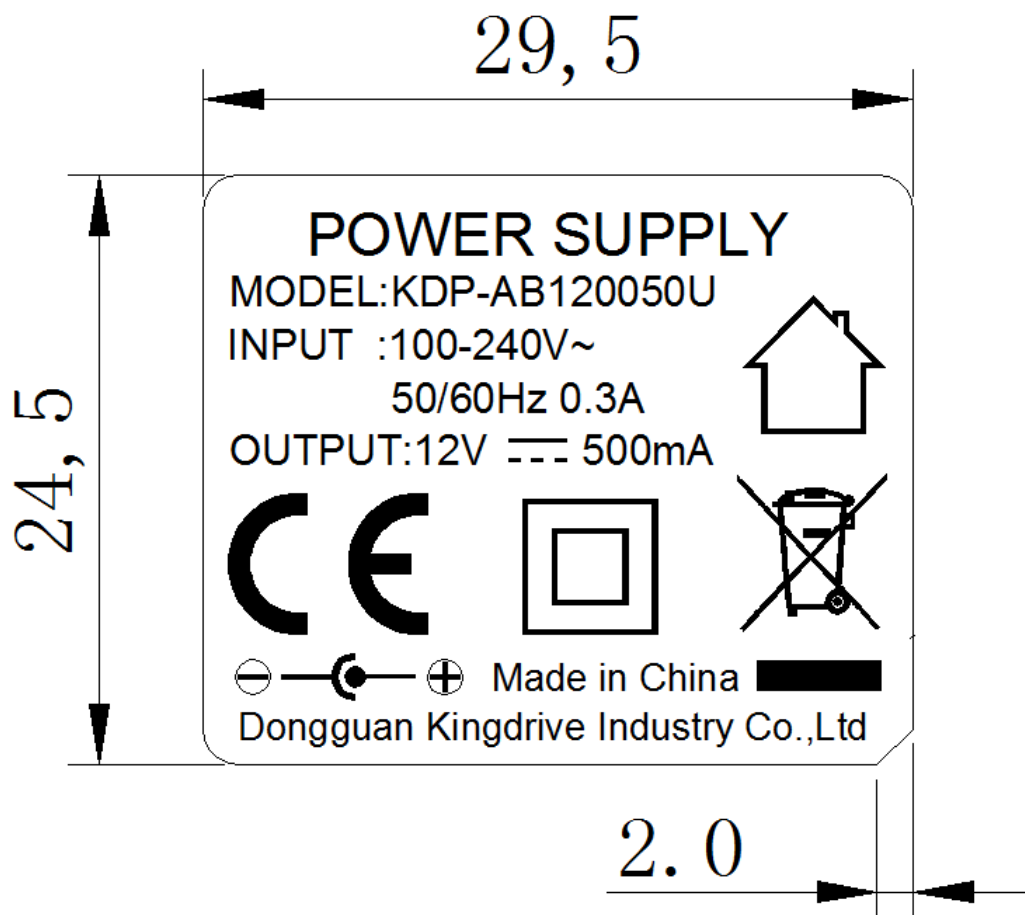 29,5
24,5
POWER SUPPLY
MODEL:KDP-AB120050U
INPUT :100-240V~
50/60Hz 0.3A
OUTPUT:12V ⎓ 500mA
CE
Made in China
Dongguan Kingdrive Industry Co.,Ltd
2.0